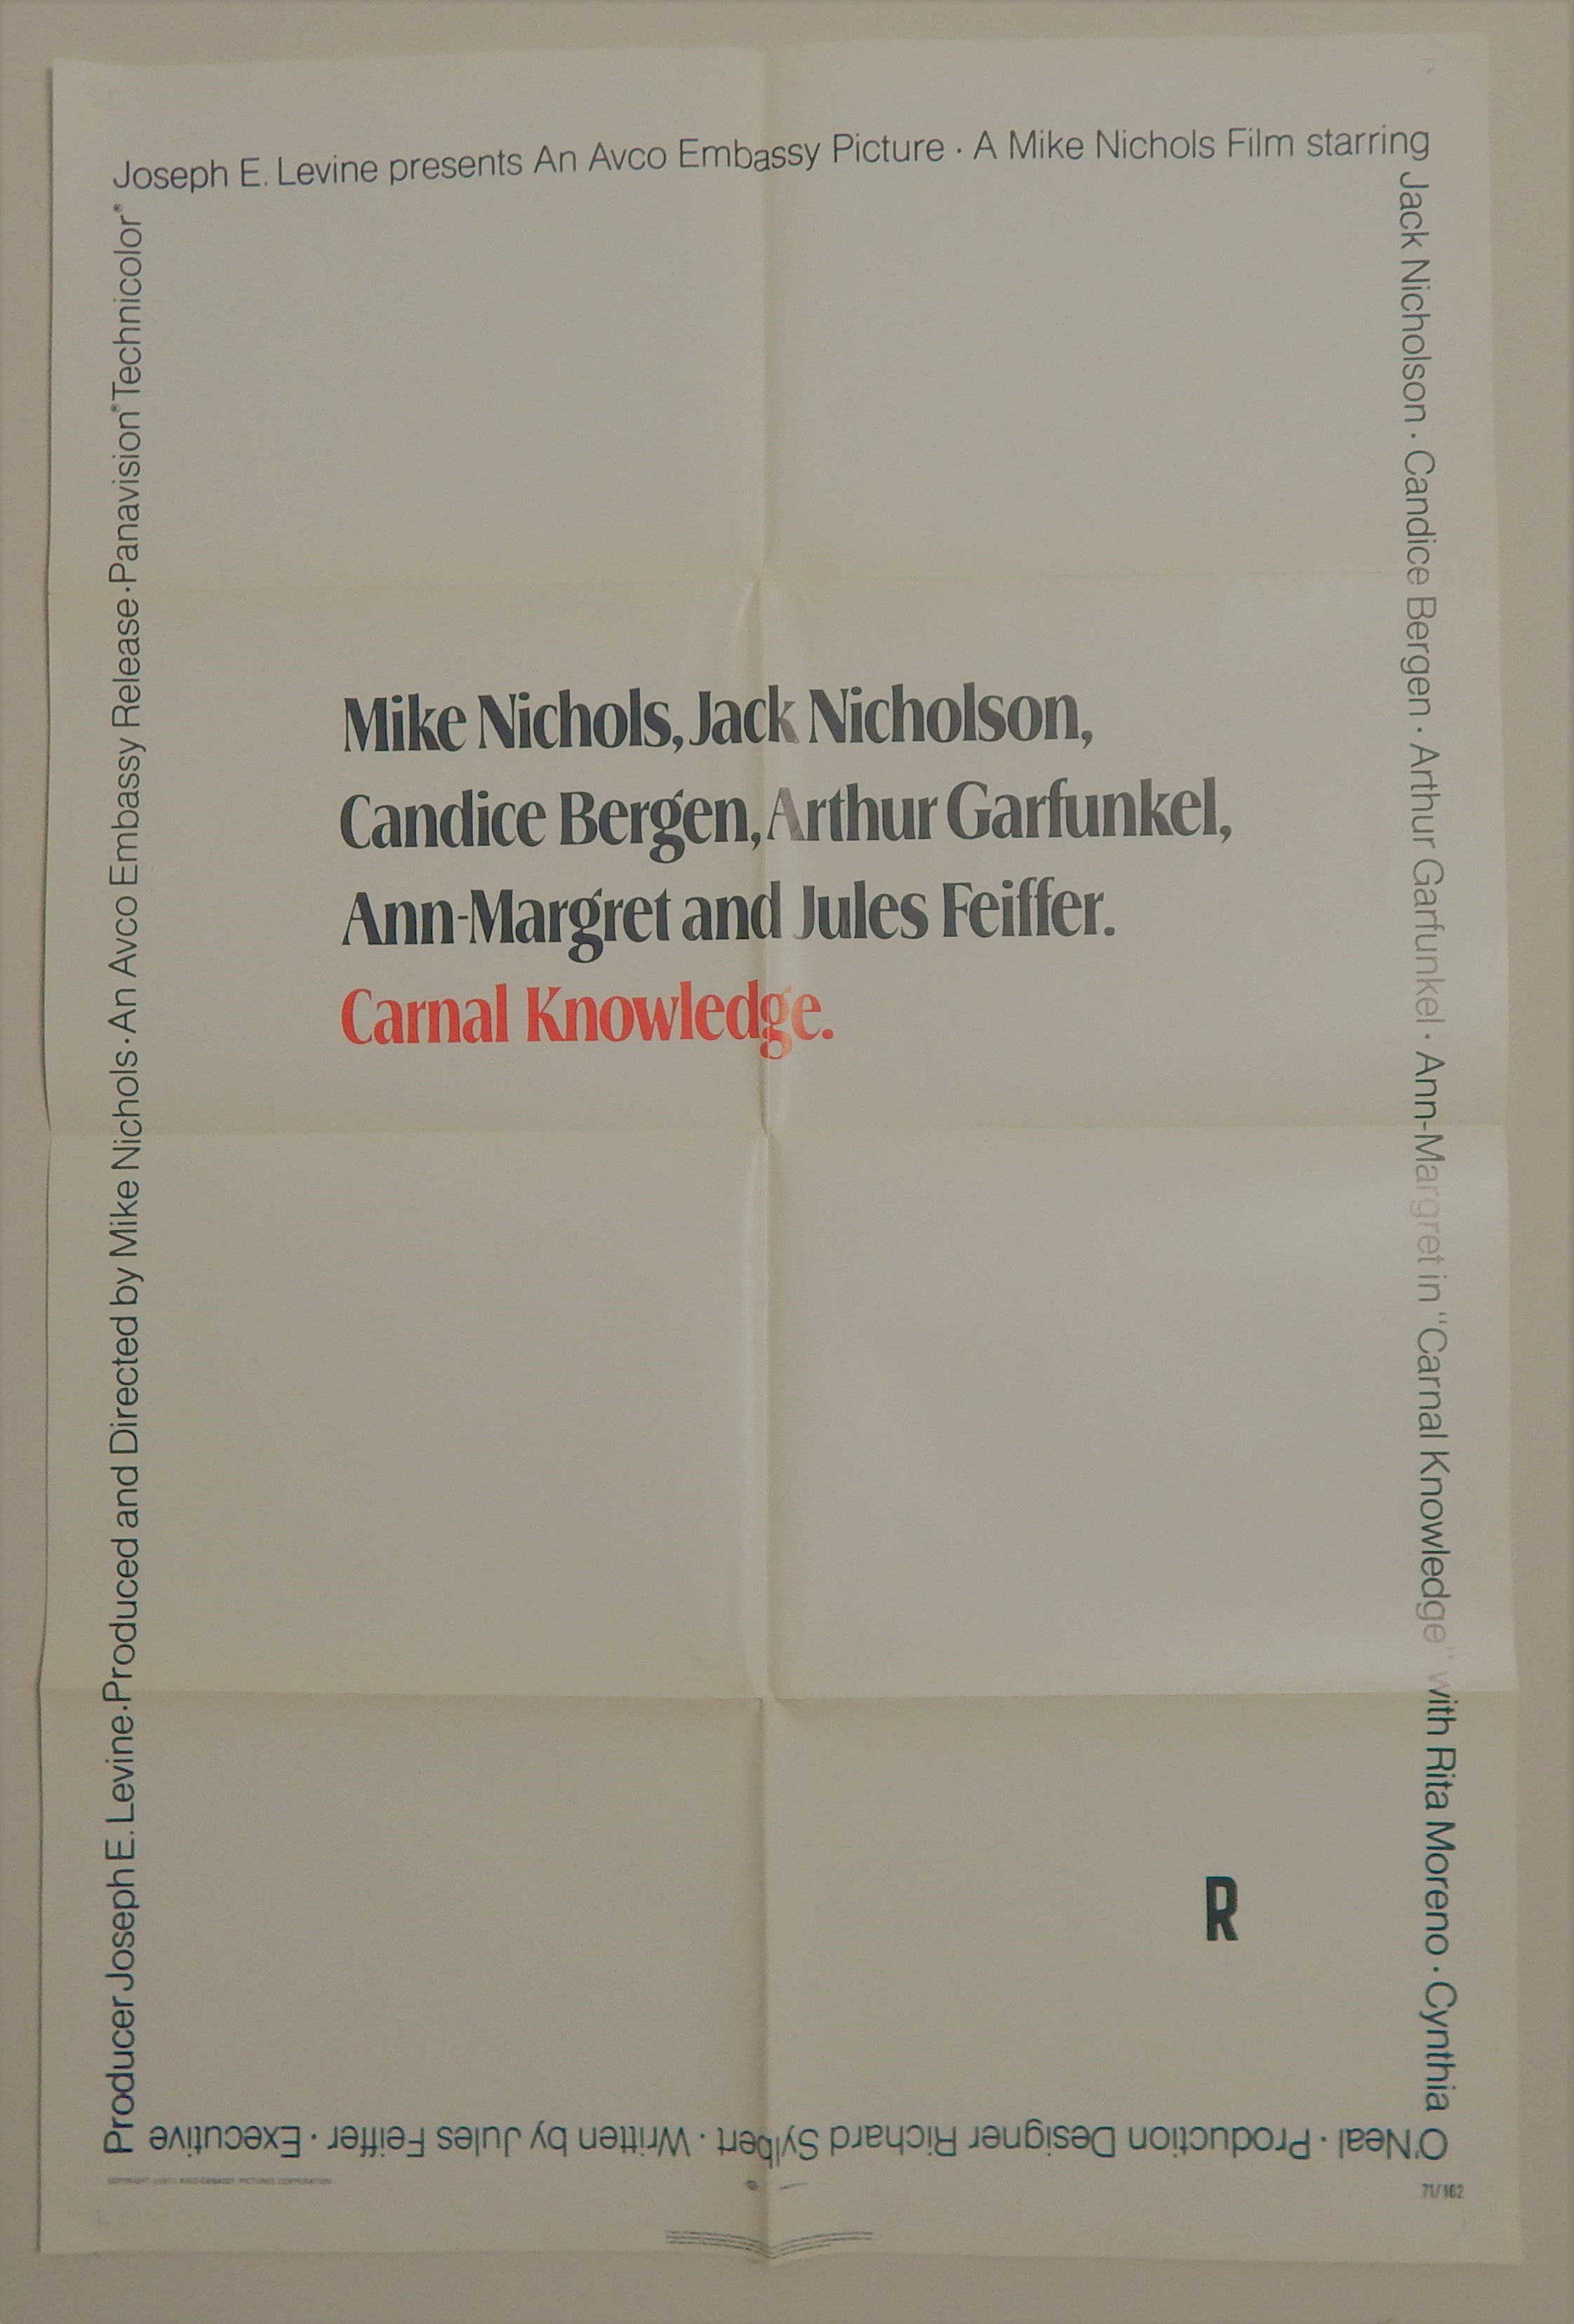 Joseph E. Levine presents An Avco Embassy Picture · A Mike Nichols Film starring
Jack Nicholson · Candice Bergen · Arthur Garfunkel · Ann-Margret in "Carnal Knowledge" with Rita Moreno · Cynthia
O'Neal · Production Designer Richard Sylbert · Written by Jules Feiffer · Executive
Producer Joseph E. Levine · Produced and Directed by Mike Nichols · An Avco Embassy Release · Panavision® Technicolor®
Mike Nichols, Jack Nicholson,
Candice Bergen, Arthur Garfunkel,
Ann-Margret and Jules Feiffer.
Carnal Knowledge.
R
71/162